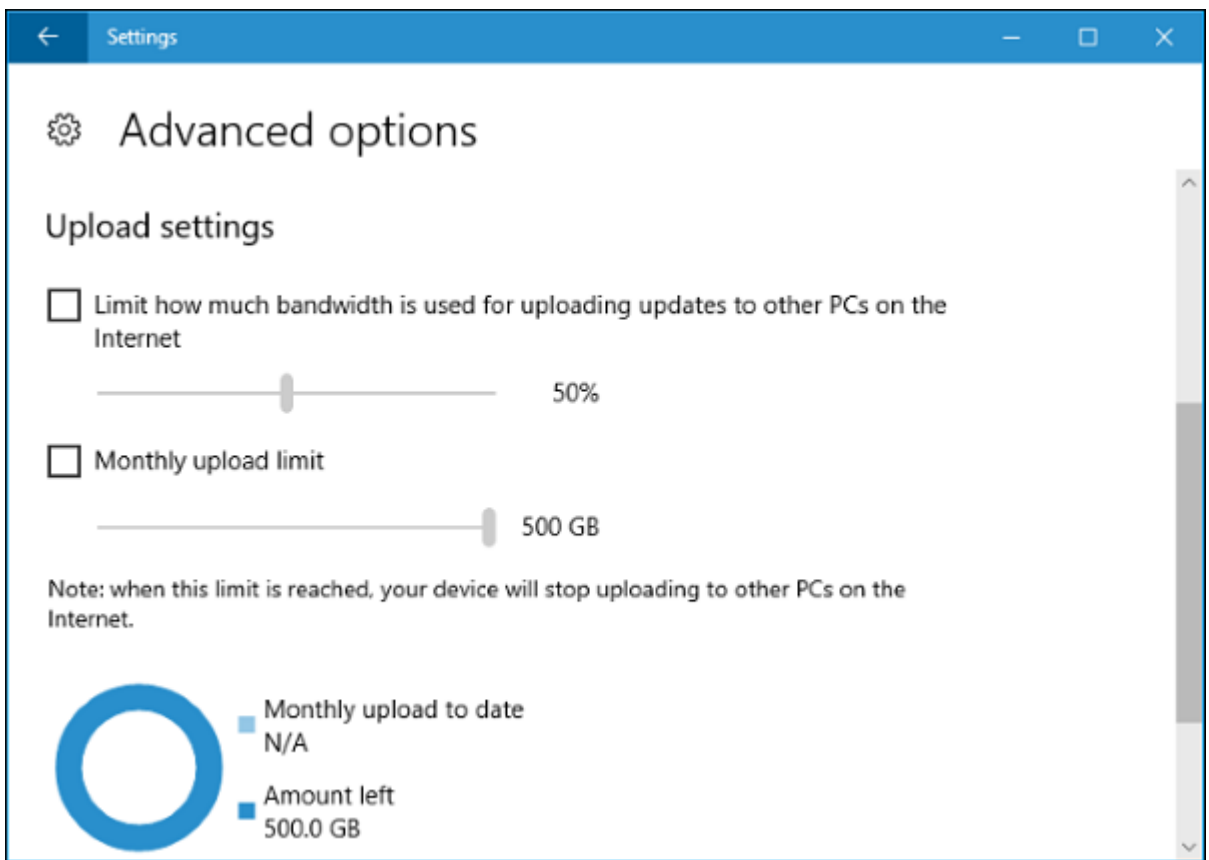 Settings
Advanced options
Upload settings
Limit how much bandwidth is used for uploading updates to other PCs on the
Internet
50%
Monthly upload limit
500 GB
Note: when this limit is reached, your device will stop uploading to other PCs on the
Internet.
Monthly upload to date
N/A
Amount left
500.0 GB